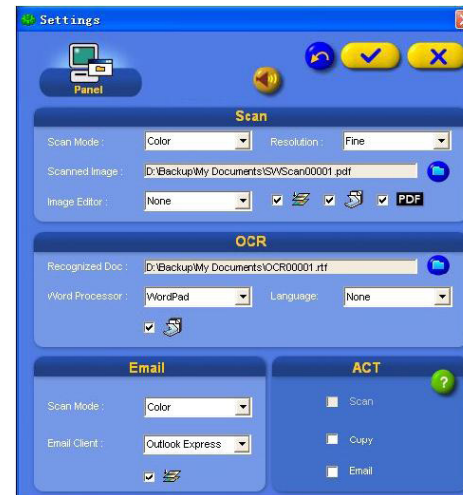 Settings
Panel
Scan
Scan Mode : Color Resolution : Fine
Scanned Image : D:\Backup\My Documents\SWScan00001.pdf
Image Editor : None PDF
OCR
Recognized Doc : D:\Backup\My Documents\OCR00001.rtf
Word Processor : WordPad Language: None
Email
Scan Mode : Color
Email Client : Outlook Express
ACT
?
Scan
Copy
Email